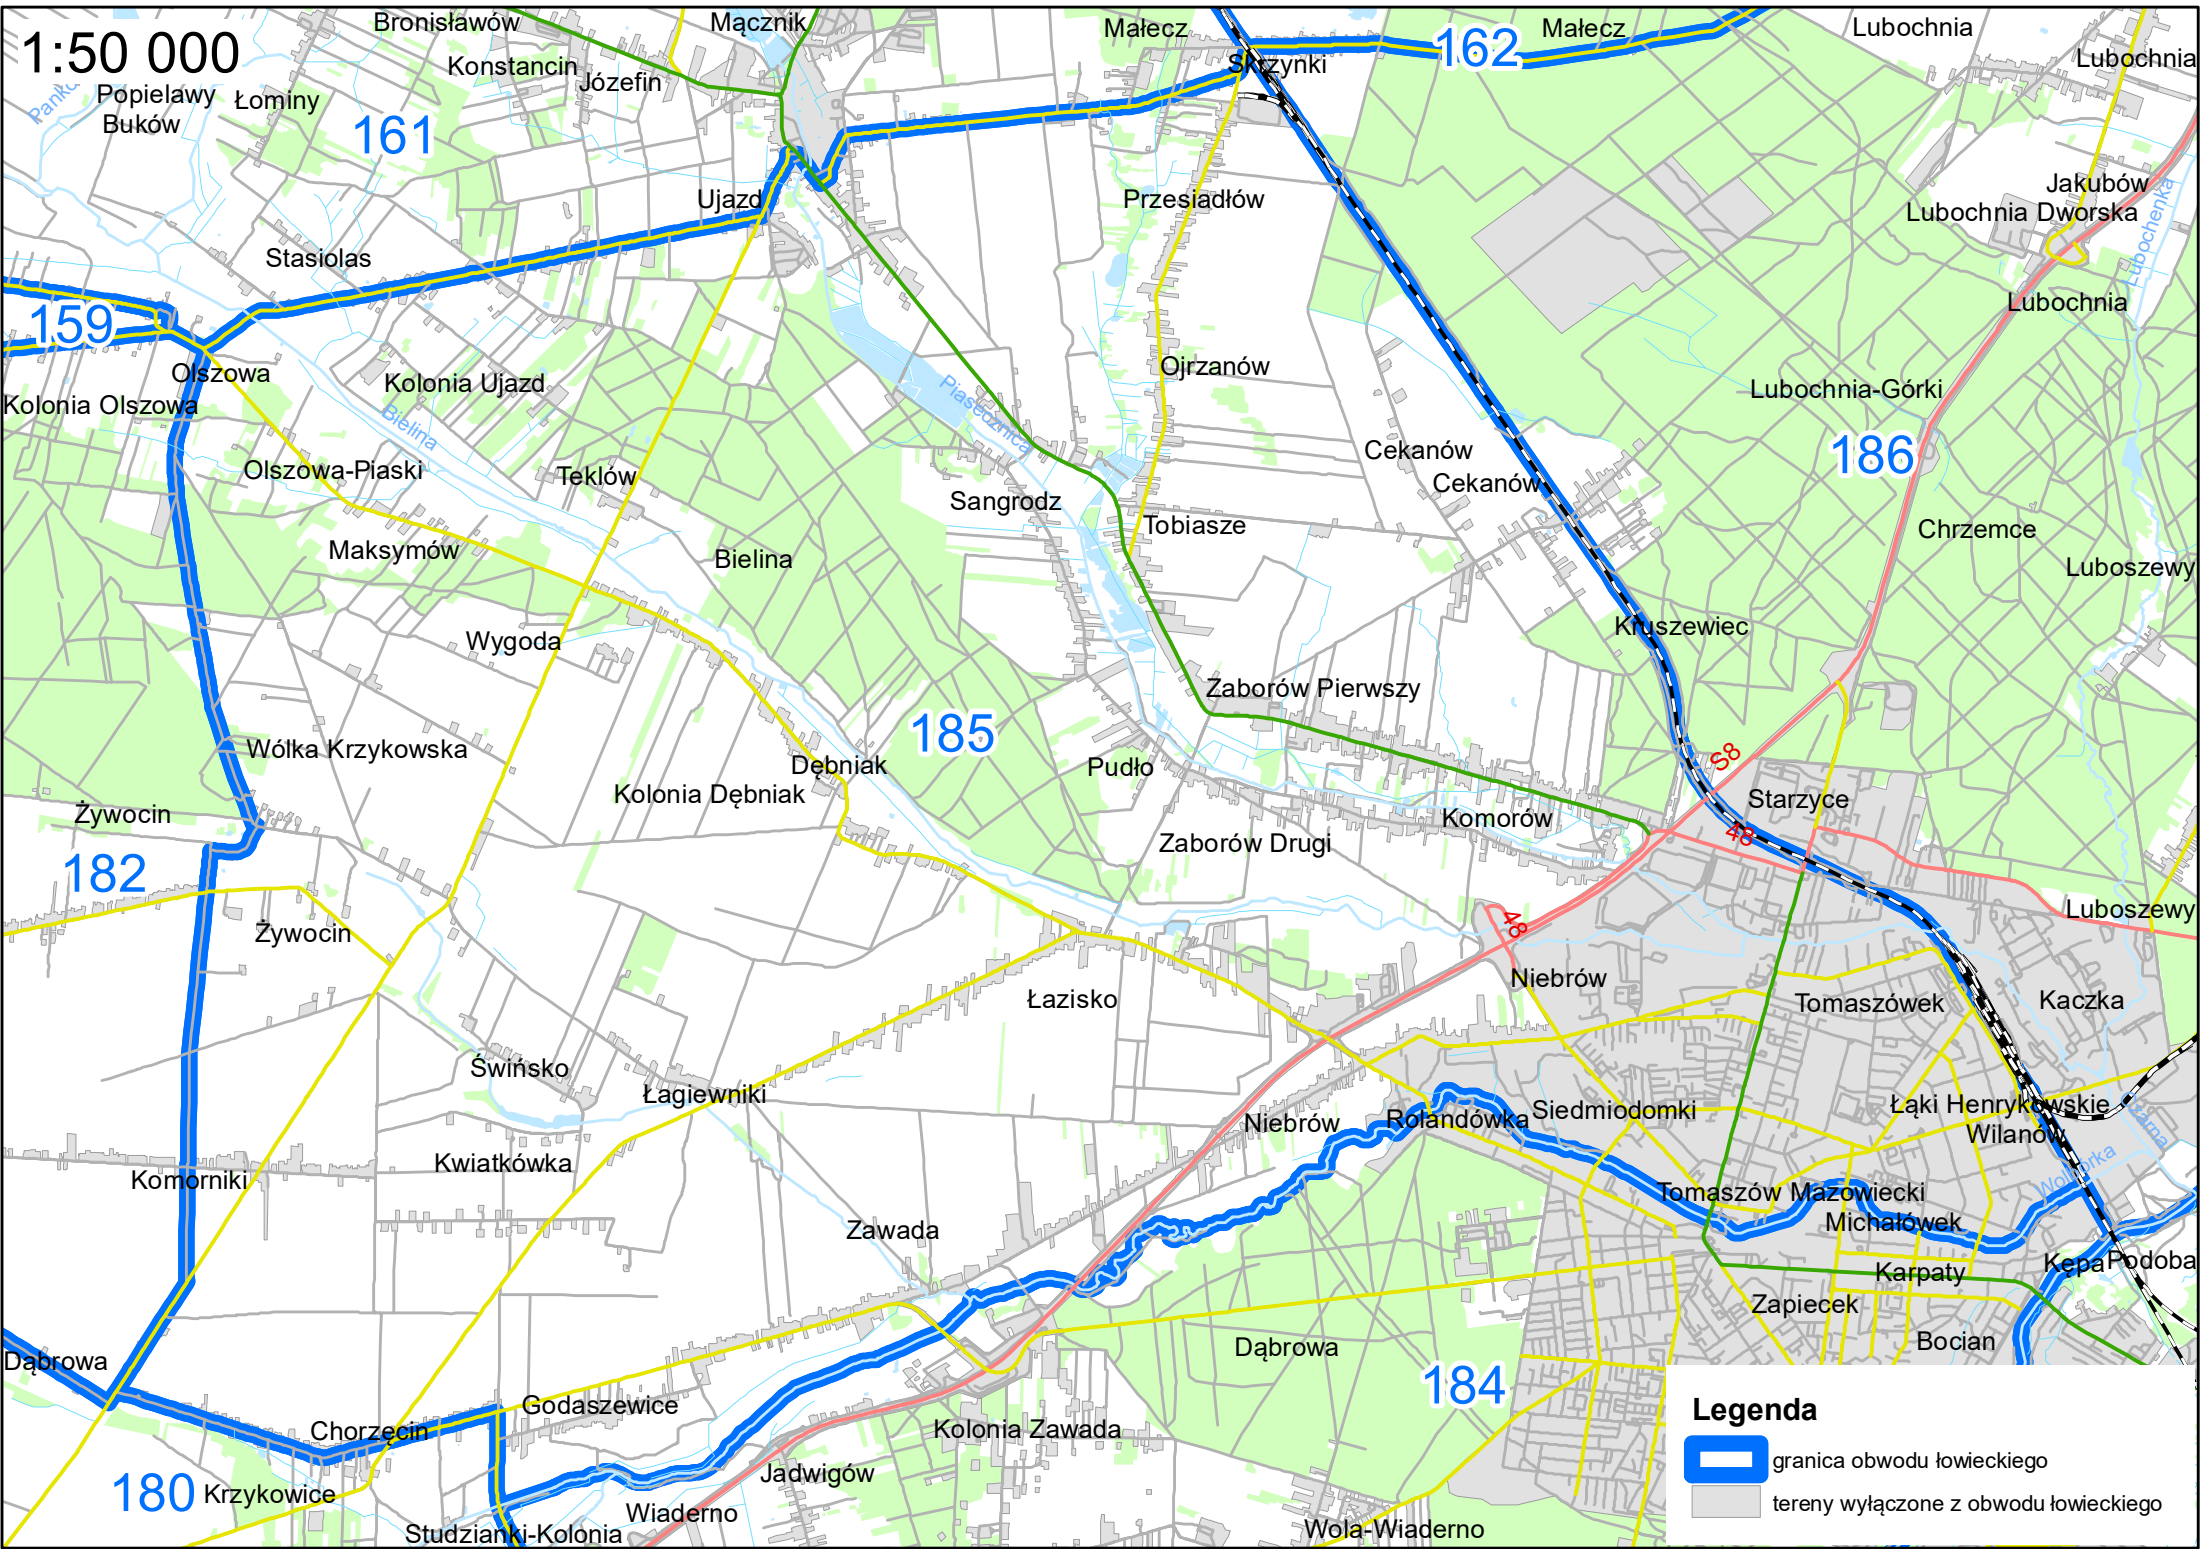 Bronisławów
Mącznik
Małecz
Małecz
Lubochnia
1:50 000
162
Konstancin
Józefin
Skrzynki
Lubochnia
Popielawy
Łominy
Buków
161
Ujazd
Przesiadłów
Jakubów
Lubochnia Dworska
Lubochenka
Stasiolas
Lubochnia
159
Olszowa
Kolonia Ujazd
Ojrzanów
Lubochnia-Górki
Kolonia Olszowa
Bielina
Piasecznica
Cekanów
186
Olszowa-Piaski
Teklów
Cekanów
Sangrodz
Tobiasze
Chrzemce
Maksymów
Bielina
Luboszewy
Wygoda
Kruszewiec
Zaborów Pierwszy
185
Wólka Krzykowska
Dębniak
Pudło
S8
Kolonia Dębniak
Starzyce
Żywocin
Komorów
48
Zaborów Drugi
182
Luboszewy
Żywocin
48
Niebrów
Łazisko
Tomaszówek
Kaczka
Świńsko
Łagiewniki
Niebrów
Rolandówka
Siedmiodomki
Łąki Henrykowskie
Wilanów
Czarna
Kwiatkówka
Wolbórka
Komorniki
Tomaszów Mazowiecki
Zawada
Michałówek
Kępa
Podoba
Karpaty
Zapiecek
Dąbrowa
Dąbrowa
Bocian
184
Godaszewice
Legenda
Chorzęcin
Kolonia Zawada
granica obwodu łowieckiego
Jadwigów
180
Krzykowice
tereny wyłączone z obwodu łowieckiego
Wiaderno
Studzianki-Kolonia
Wola-Wiaderno